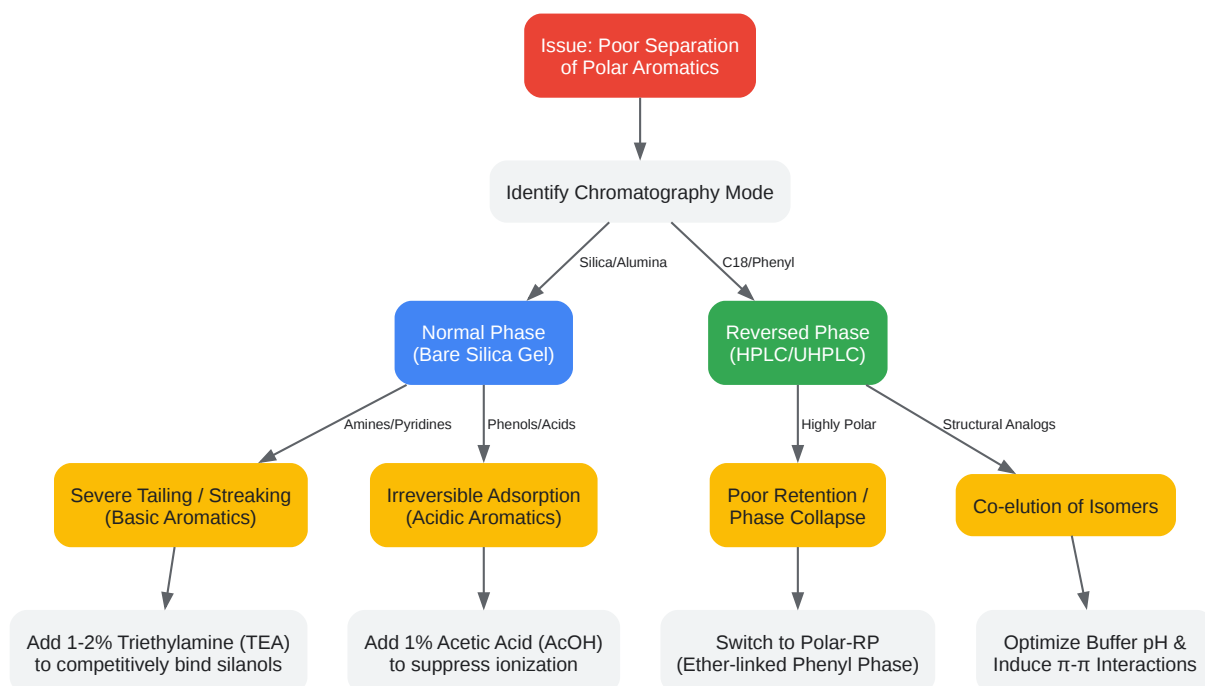 Issue: Poor Separation
of Polar Aromatics
Identify Chromatography Mode
Silica/Alumina
C18/Phenyl
Normal Phase
(Bare Silica Gel)
Reversed Phase
(HPLC/UHPLC)
Amines/Pyridines
Phenols/Acids
Highly Polar
Structural Analogs
Severe Tailing / Streaking
(Basic Aromatics)
Irreversible Adsorption
(Acidic Aromatics)
Poor Retention /
Phase Collapse
Co-elution of Isomers
Add 1-2% Triethylamine (TEA)
to competitively bind silanols
Add 1% Acetic Acid (AcOH)
to suppress ionization
Switch to Polar-RP
(Ether-linked Phenyl Phase)
Optimize Buffer pH &
Induce π-π Interactions